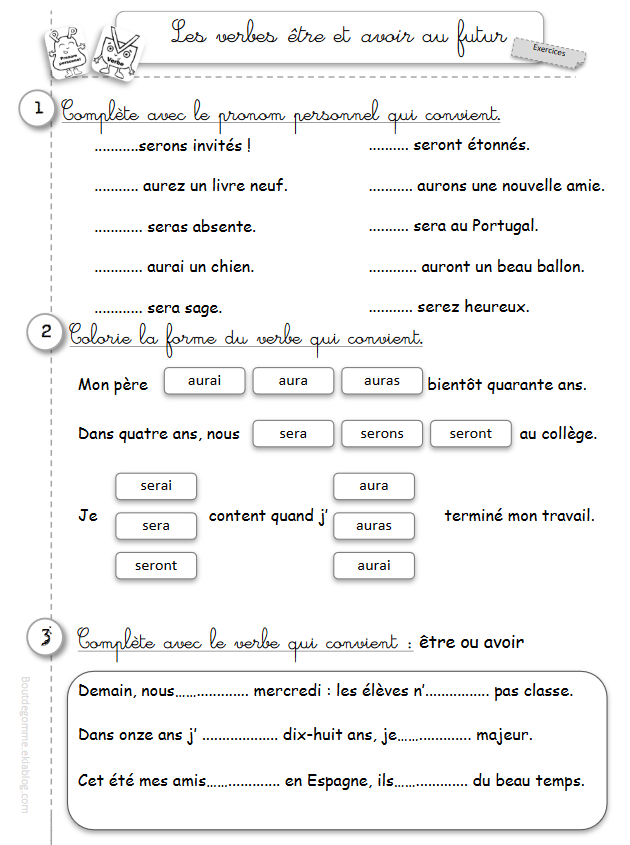 Les verbes être et avoir au futur
Exercices
Pronom personnel
Verbe
1 Complète avec le pronom personnel qui convient.
...........serons invités ! .......... seront étonnés.
........... aurez un livre neuf. ........... aurons une nouvelle amie.
............ seras absente. .......... sera au Portugal.
............ aurai un chien. ............ auront un beau ballon.
............ sera sage. ........... serez heureux.
2 Colorie la forme du verbe qui convient.
Mon père aurai aura auras bientôt quarante ans.
Dans quatre ans, nous sera serons seront au collège.
serai aura
Je sera content quand j’ auras terminé mon travail.
seront aurai
3 Complète avec le verbe qui convient : être ou avoir
Demain, nous……............. mercredi : les élèves n’................ pas classe.
Dans onze ans j’ ................... dix-huit ans, je……............. majeur.
Cet été mes amis……............. en Espagne, ils……............. du beau temps.
Boutdegomme.eklablog.com